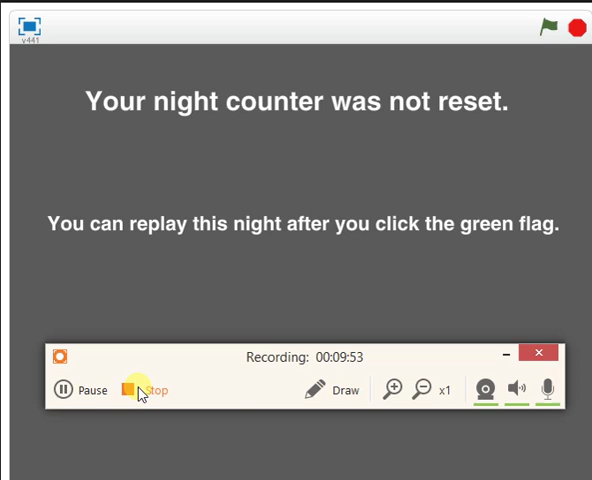 v441
Your night counter was not reset.
You can replay this night after you click the green flag.
Recording: 00:09:53
Pause Stop Draw x1